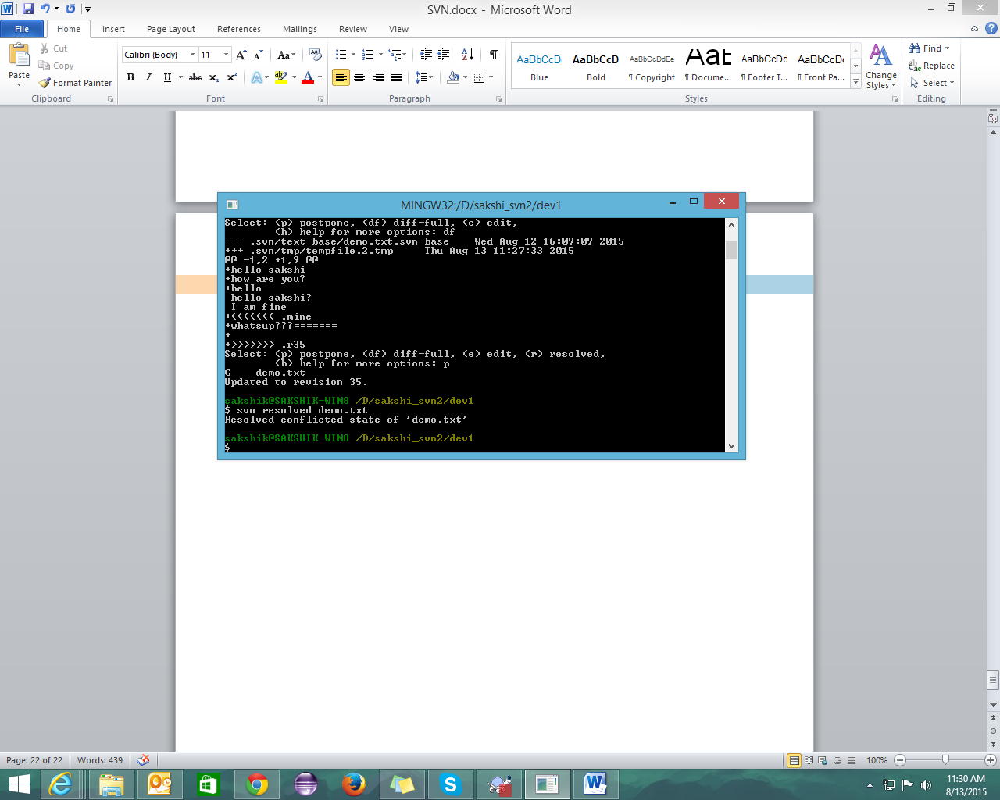 SVN.docx - Microsoft Word
File Home Insert Page Layout References Mailings Review View
Paste
Cut
Copy
Format Painter
Clipboard
Calibri (Body) 11
Font
Paragraph
AaBbCcDc AaBbCcD AaBbCcDdEe AaB AaBbCcDd AaBbCcDc
Blue Bold ¶ Copyright ¶ Docume... ¶ Footer T... ¶ Front Pa...
Change Styles
Styles
Find
Replace
Select
Editing
MINGW32:/D/sakshi_svn2/dev1
Select: (p) postpone, (df) diff-full, (e) edit,
(h) help for more options: df
--- .svn/text-base/demo.txt.svn-base Wed Aug 12 16:09:09 2015
+++ .svn/tmp/tempfile.2.tmp Thu Aug 13 11:27:33 2015
@@ -1,2 +1,9 @@
+hello sakshi
+how are you?
+hello
 hello sakshi?
 I am fine
+<<<<<<< .mine
+whatsup???=======
+
+>>>>>>> .r35
Select: (p) postpone, (df) diff-full, (e) edit, (r) resolved,
(h) help for more options: p
C demo.txt
Updated to revision 35.
sakshik@SAKSHIK-WIN8 /D/sakshi_svn2/dev1
$ svn resolved demo.txt
Resolved conflicted state of 'demo.txt'
sakshik@SAKSHIK-WIN8 /D/sakshi_svn2/dev1
$
Page: 22 of 22 Words: 439
100%
11:30 AM
8/13/2015